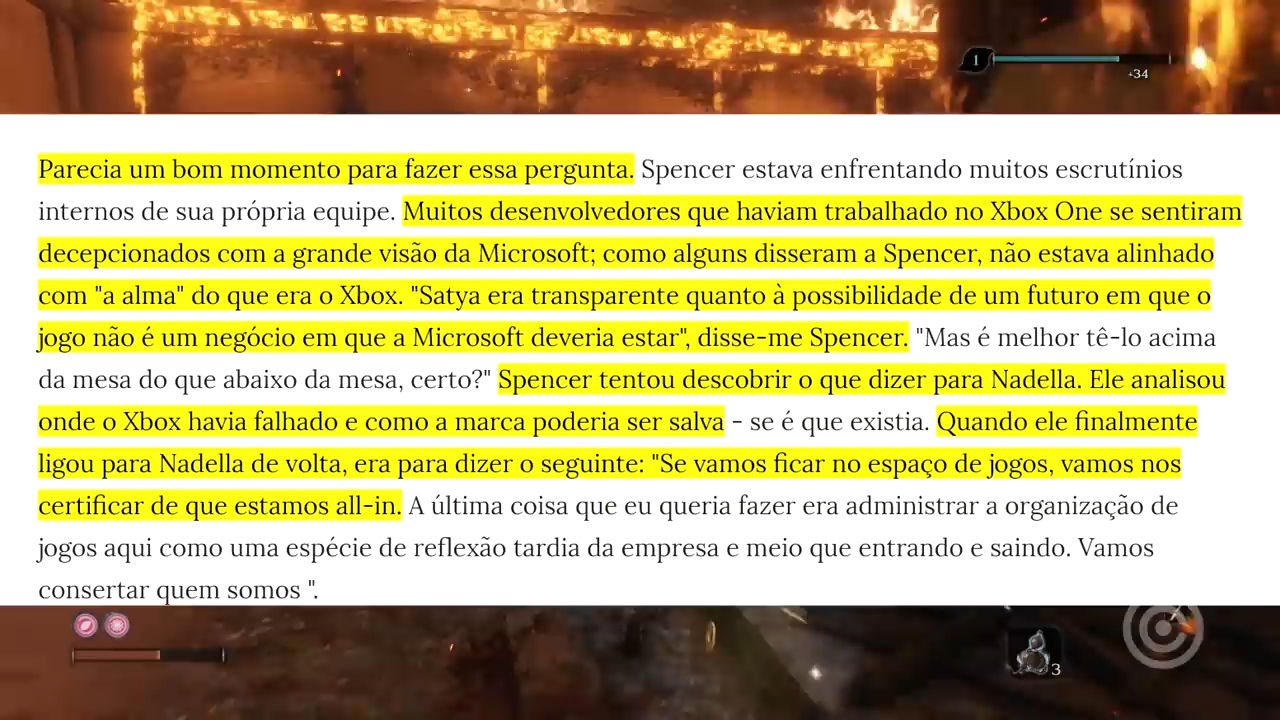 1
+34
Parecia um bom momento para fazer essa pergunta. Spencer estava enfrentando muitos escrutínios
internos de sua própria equipe. Muitos desenvolvedores que haviam trabalhado no Xbox One se sentiram
decepcionados com a grande visão da Microsoft; como alguns disseram a Spencer, não estava alinhado
com "a alma" do que era o Xbox. "Satya era transparente quanto à possibilidade de um futuro em que o
jogo não é um negócio em que a Microsoft deveria estar", disse-me Spencer. "Mas é melhor tê-lo acima
da mesa do que abaixo da mesa, certo?" Spencer tentou descobrir o que dizer para Nadella. Ele analisou
onde o Xbox havia falhado e como a marca poderia ser salva - se é que existia. Quando ele finalmente
ligou para Nadella de volta, era para dizer o seguinte: "Se vamos ficar no espaço de jogos, vamos nos
certificar de que estamos all-in. A última coisa que eu queria fazer era administrar a organização de
jogos aqui como uma espécie de reflexão tardia da empresa e meio que entrando e saindo. Vamos
consertar quem somos ".
3